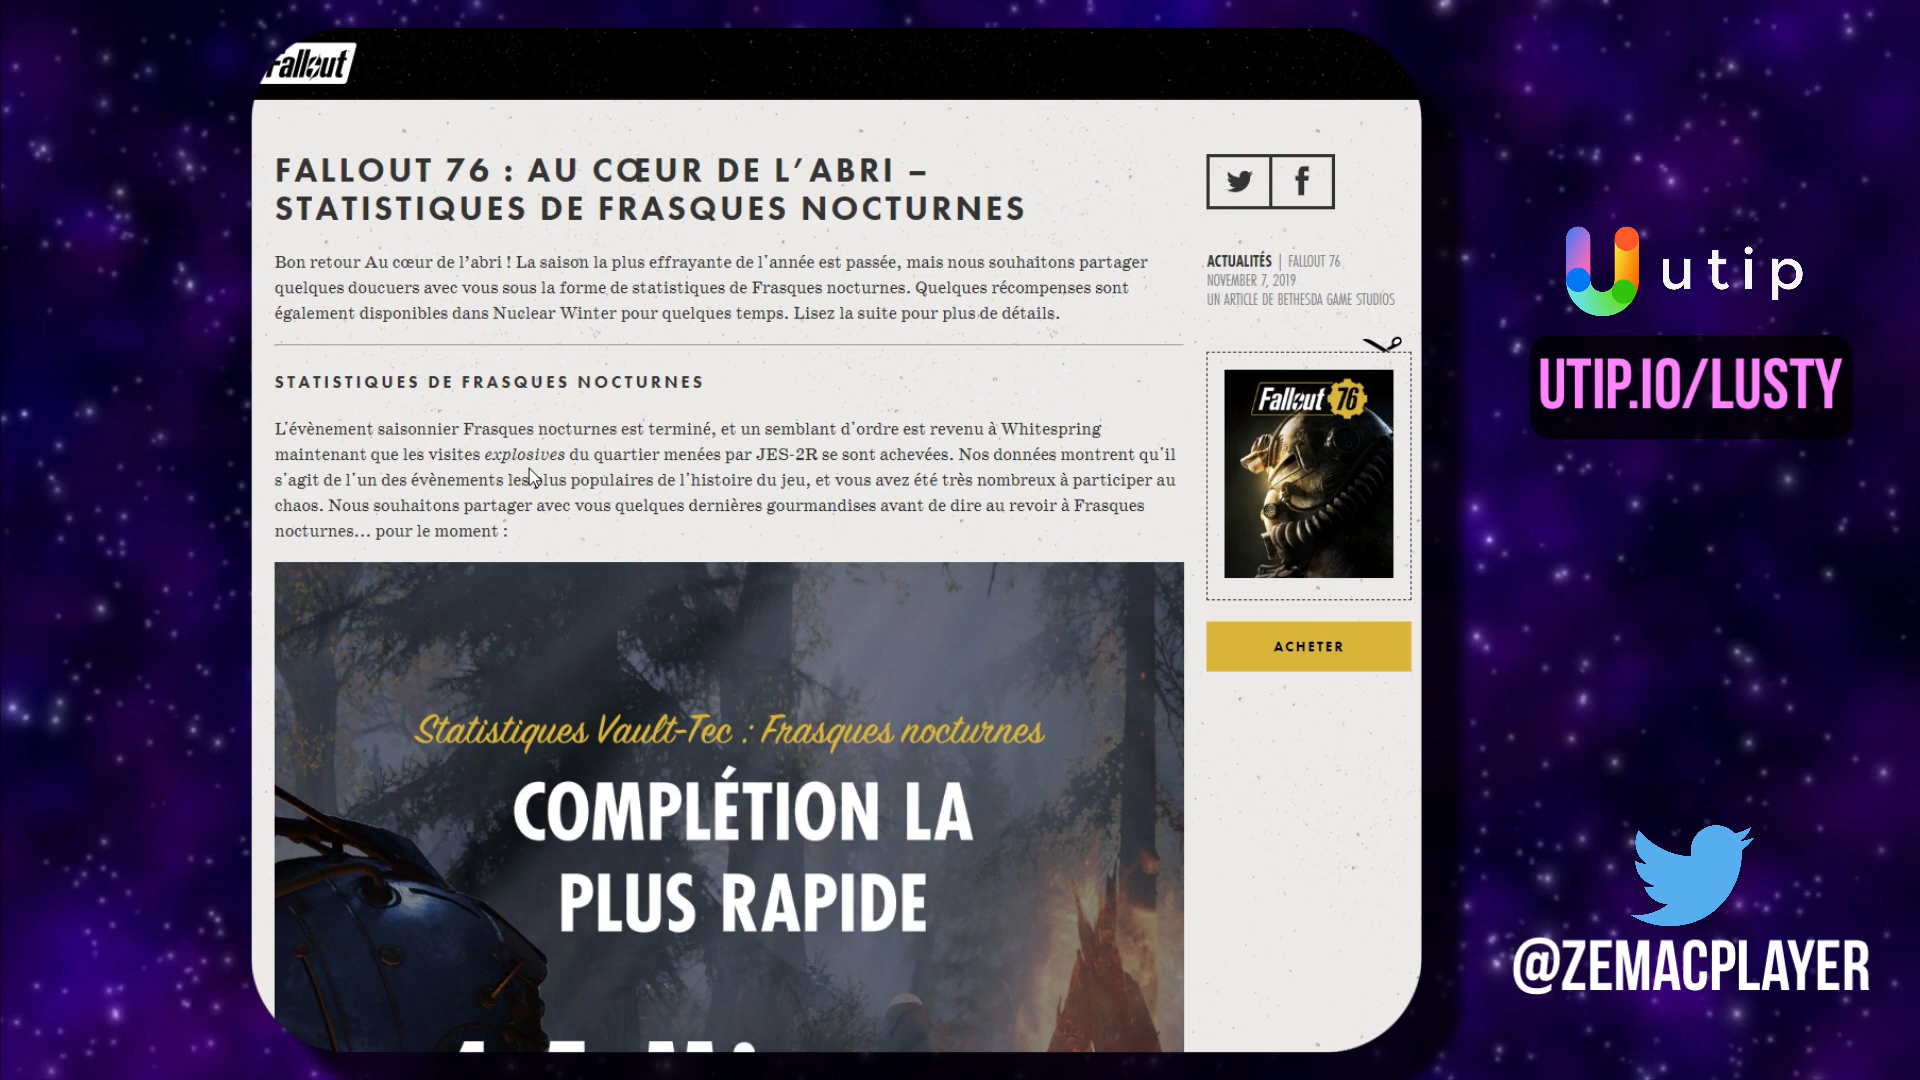 Fallout
FALLOUT 76 : AU CŒUR DE L'ABRI –
STATISTIQUES DE FRASQUES NOCTURNES
Bon retour Au cœur de l'abri ! La saison la plus effrayante de l'année est passée, mais nous souhaitons partager
quelques doucuers avec vous sous la forme de statistiques de Frasques nocturnes. Quelques récompenses sont
également disponibles dans Nuclear Winter pour quelques temps. Lisez la suite pour plus de détails.
STATISTIQUES DE FRASQUES NOCTURNES
L'évènement saisonnier Frasques nocturnes est terminé, et un semblant d'ordre est revenu à Whitespring
maintenant que les visites explosives du quartier menées par JES-2R se sont achevées. Nos données montrent qu'il
s'agit de l'un des évènements les plus populaires de l'histoire du jeu, et vous avez été très nombreux à participer au
chaos. Nous souhaitons partager avec vous quelques dernières gourmandises avant de dire au revoir à Frasques
nocturnes... pour le moment :
Statistiques Vault-Tec : Frasques nocturnes
COMPLÉTION LA
PLUS RAPIDE
ACTUALITÉS | FALLOUT 76
NOVEMBER 7, 2019
UN ARTICLE DE BETHESDA GAME STUDIOS
Fallout 76
ACHETER
utip
UTIP.IO/LUSTY
@ZEMACPLAYER